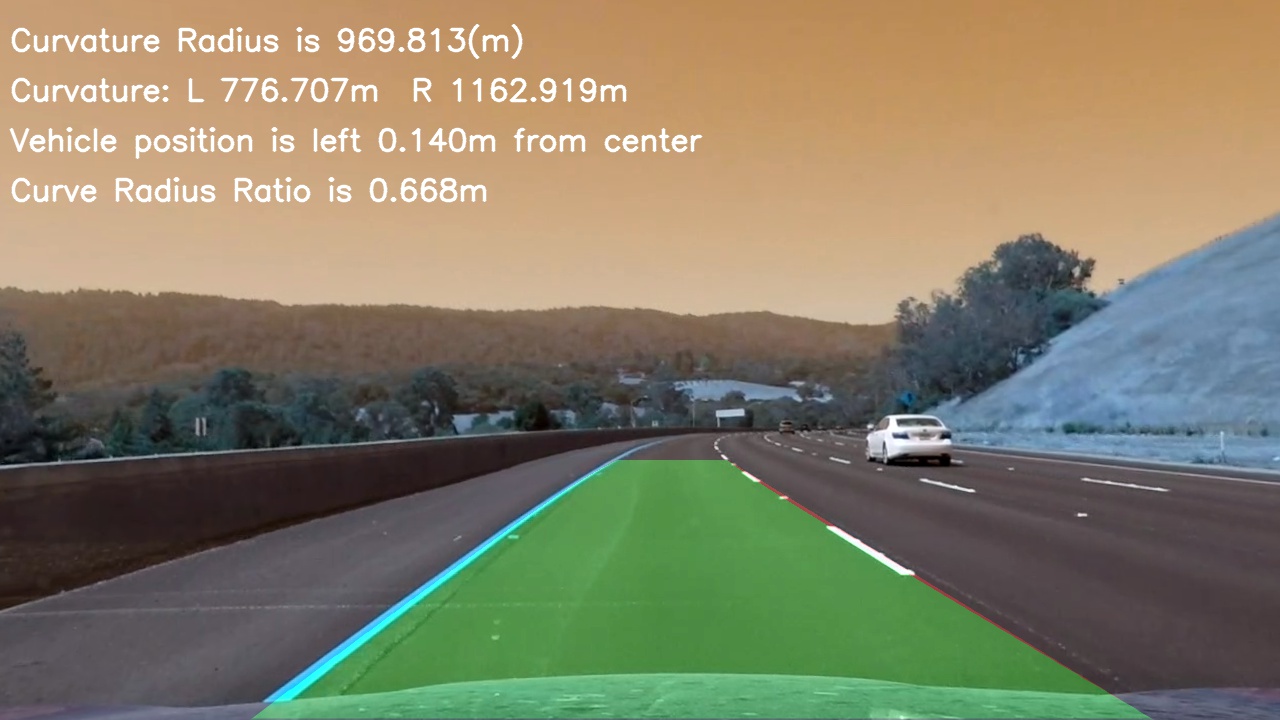 Curvature Radius is 969.813(m)
Curvature: L 776.707m R 1162.919m
Vehicle position is left 0.140m from center
Curve Radius Ratio is 0.668m